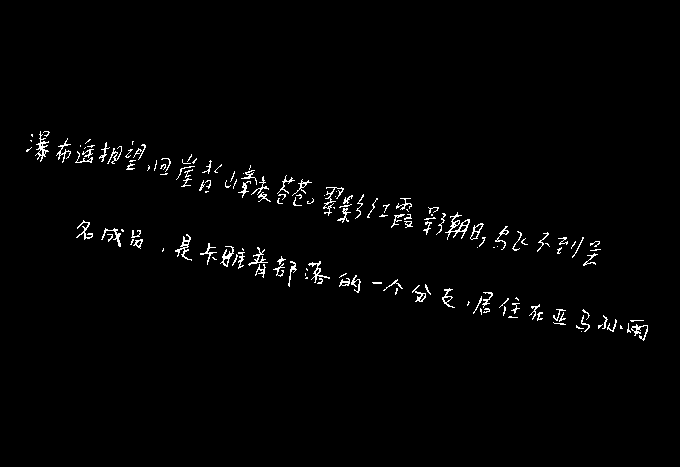 瀑布遥相望,回崖沓嶂凌苍苍。翠影红霞影朝日,鸟飞不到吴
名成员,是卡雅普部落的一个分支,居住在亚马孙雨